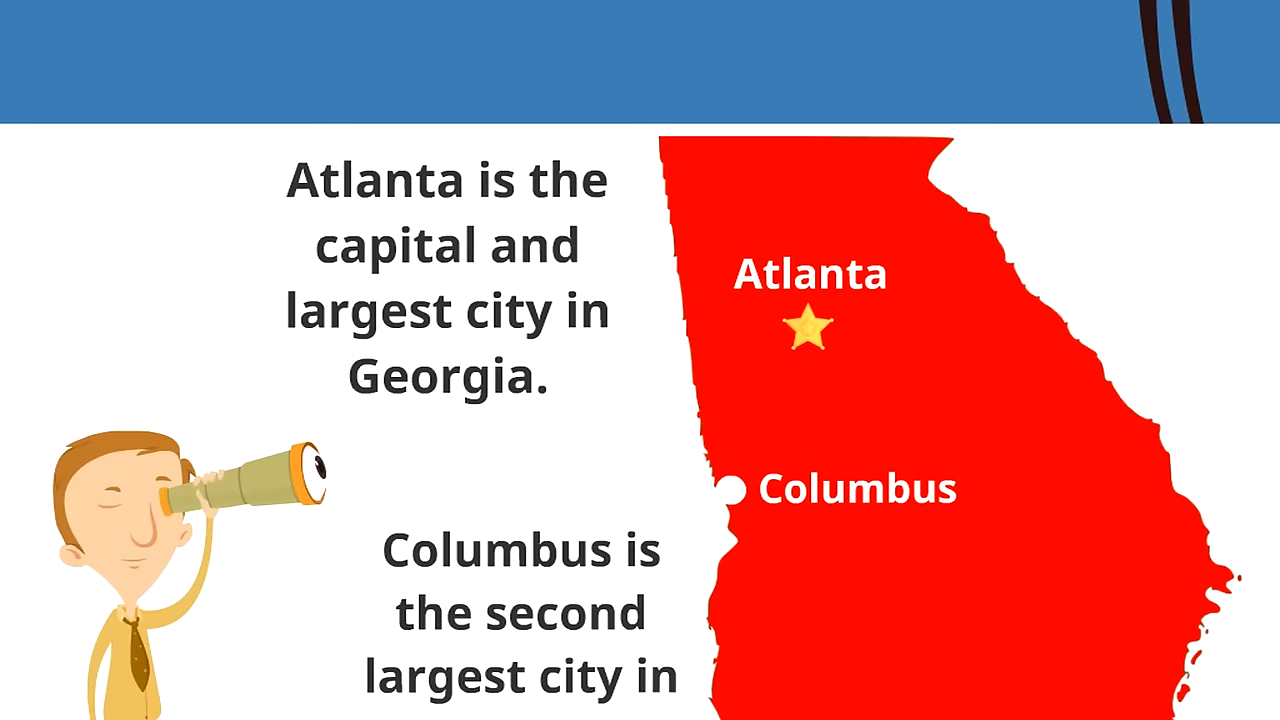 Atlanta is the
capital and
largest city in
Georgia.
Atlanta
Columbus
Columbus is
the second
largest city in